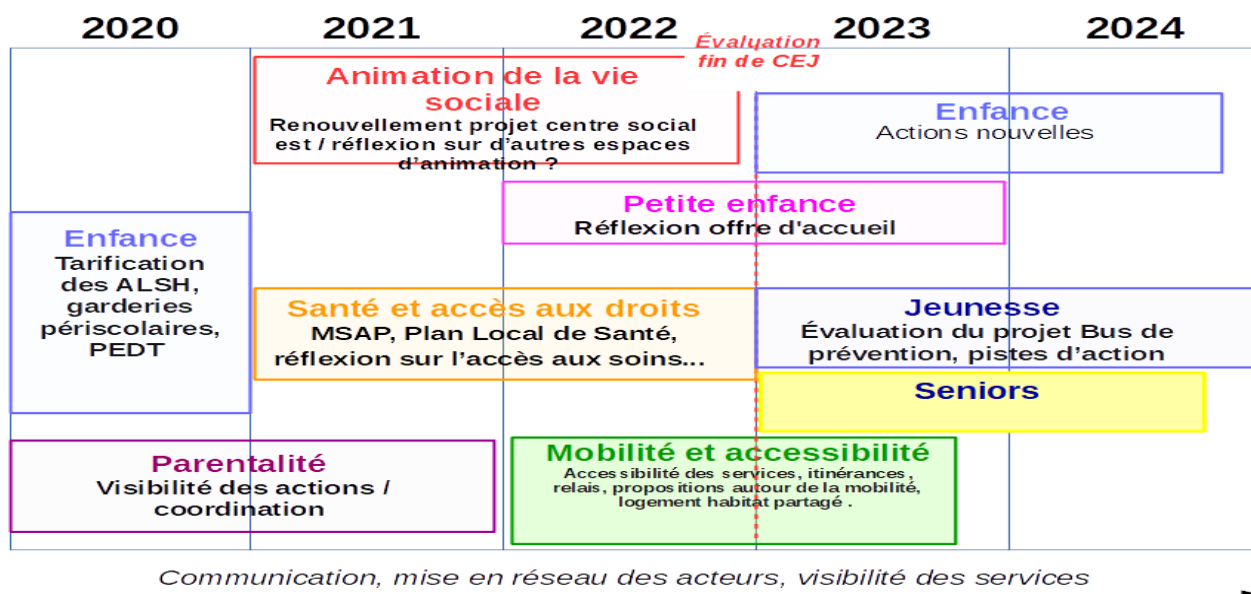 2020 2021 2022 2023 2024
Évaluation
fin de CEJ
Animation de la vie
sociale
Renouvellement projet centre social
est / réflexion sur d’autres espaces
d’animation ?
Enfance
Actions nouvelles
Petite enfance
Réflexion offre d'accueil
Enfance
Tarification
des ALSH,
garderies
périscolaires,
PEDT
Santé et accès aux droits
MSAP, Plan Local de Santé,
réflexion sur l’accès aux soins...
Jeunesse
Évaluation du projet Bus de
prévention, pistes d’action
Seniors
Parentalité
Visibilité des actions /
coordination
Mobilité et accessibilité
Accessibilité des services, itinérances,
relais, propositions autour de la mobilité,
logement habitat partagé .
Communication, mise en réseau des acteurs, visibilité des services